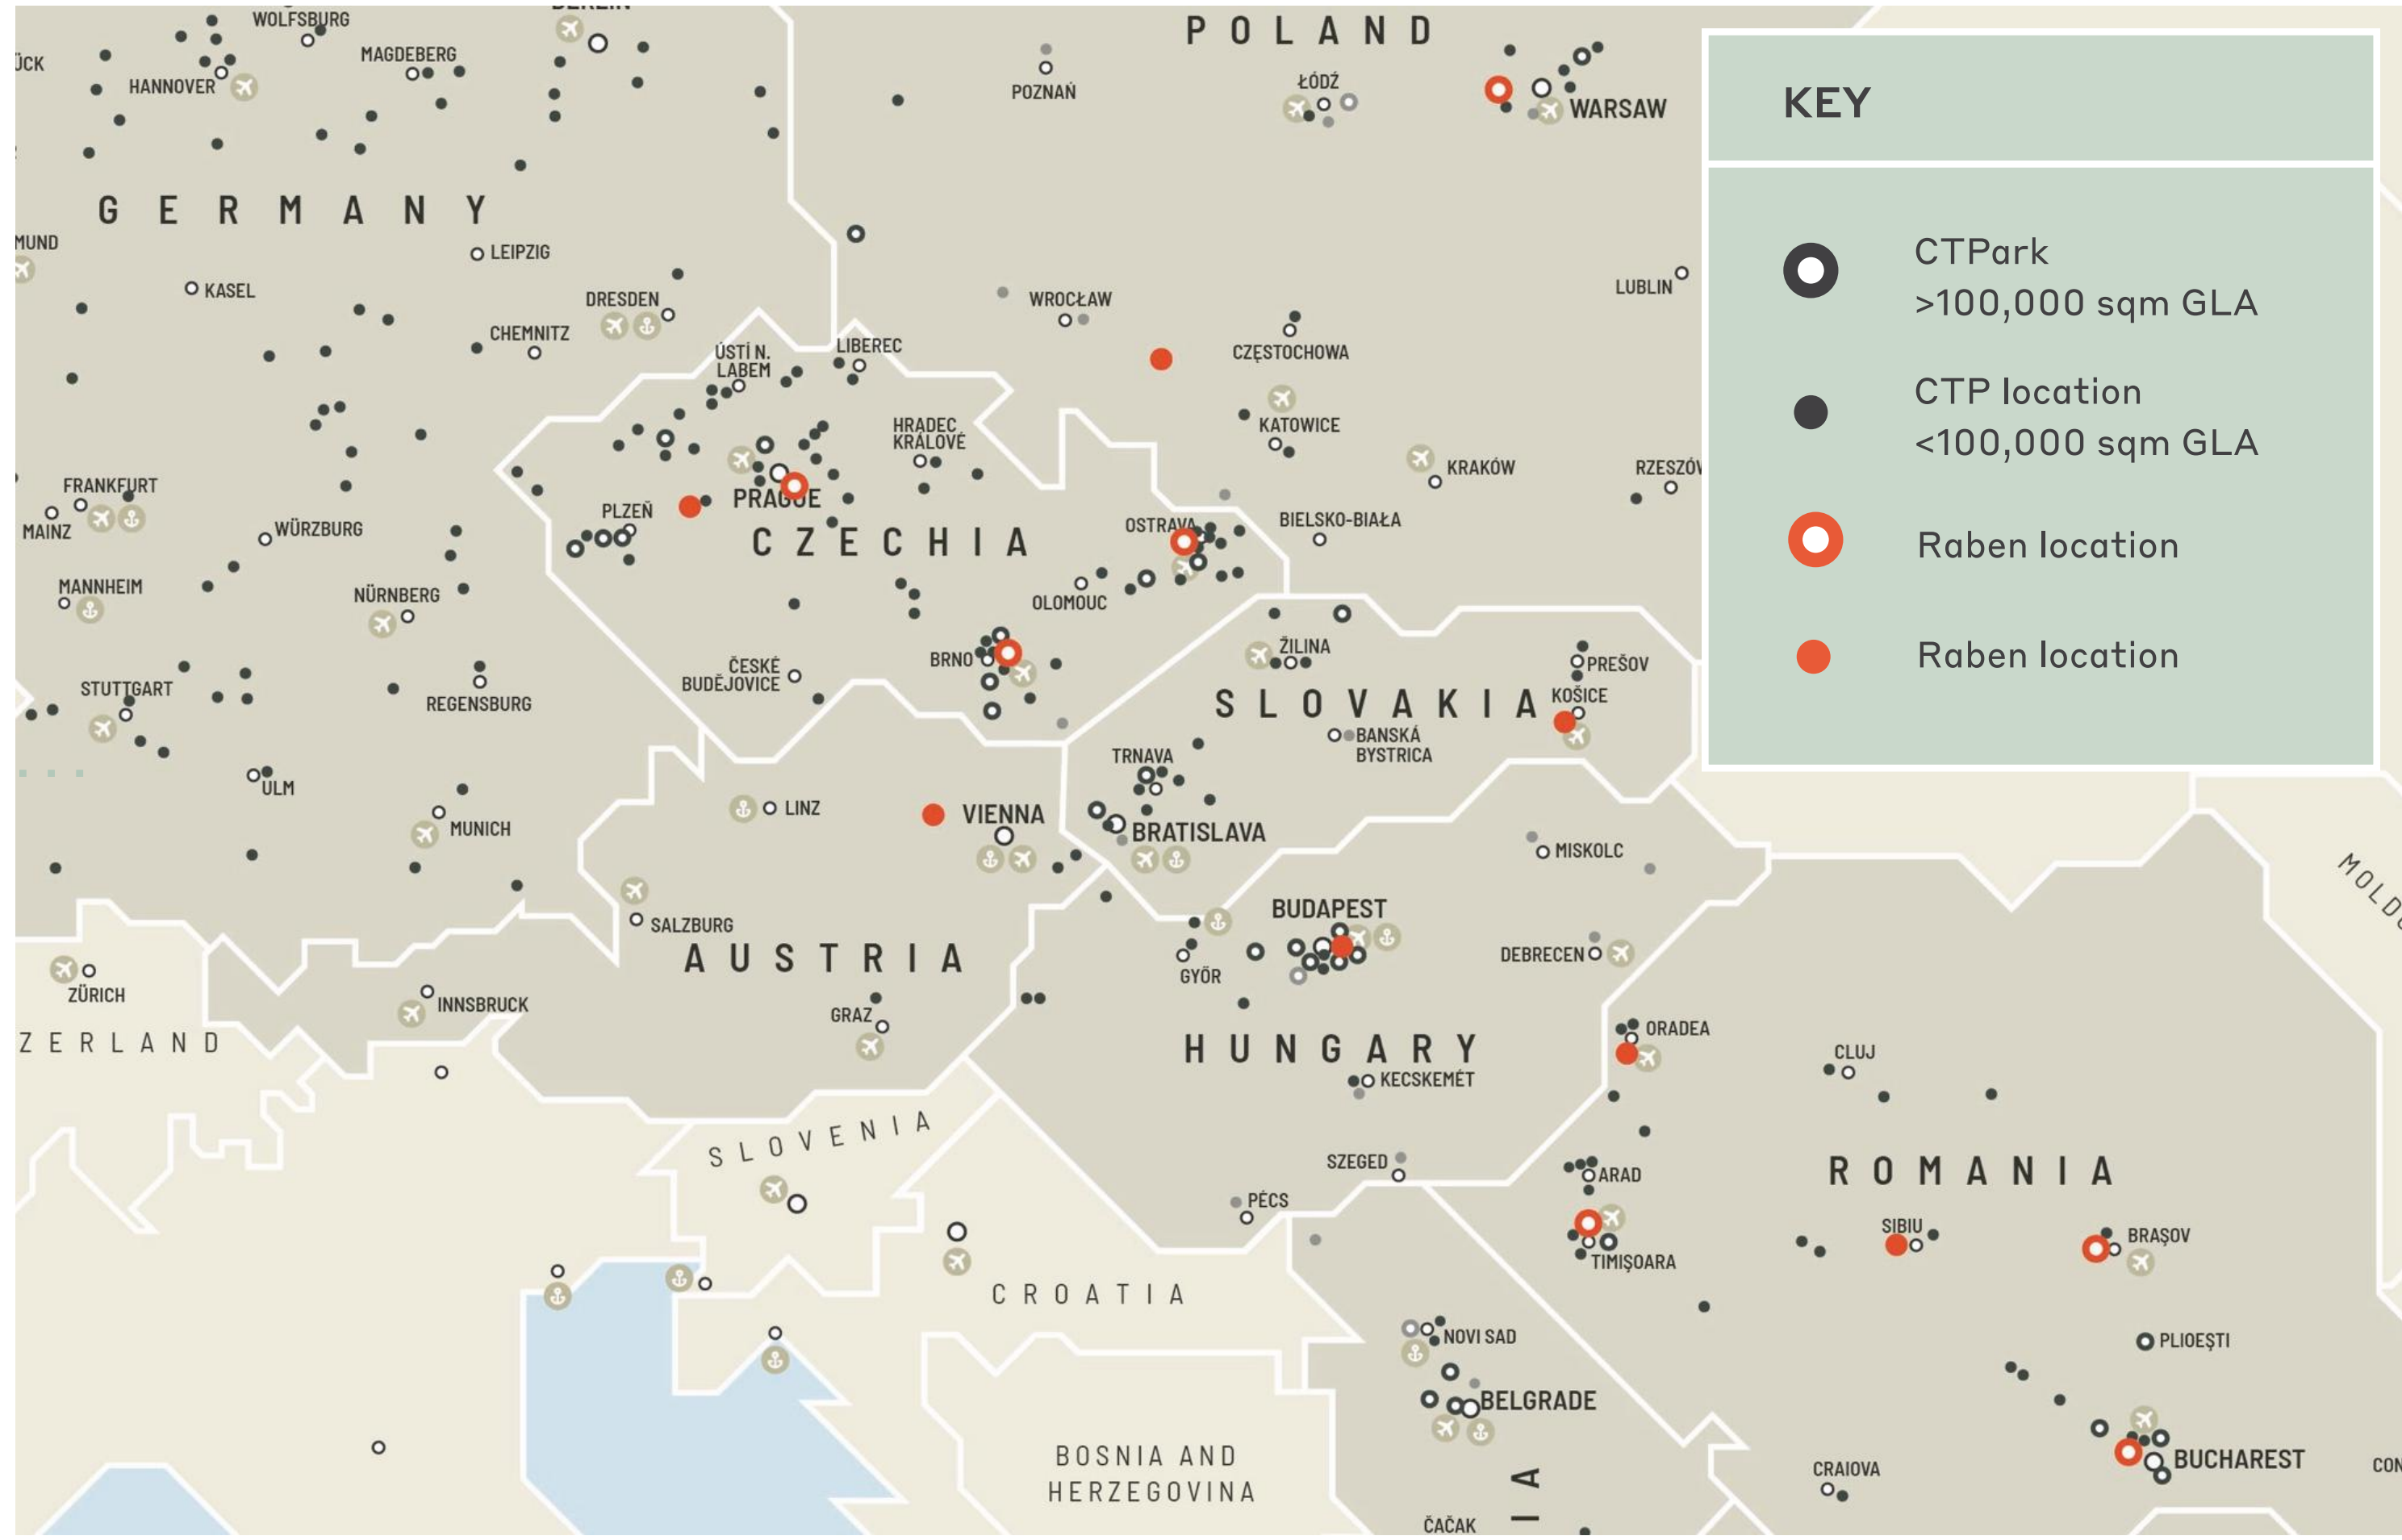 WOLFSBURG
MAGDEBERG
HANNOVER
POLAND
POZNAŃ
ŁÓDŹ
WARSAW
KEY
CTPark
>100,000 sqm GLA
CTP location
<100,000 sqm GLA
Raben location
Raben location
GERMANY
LEIPZIG
KASEL
DRESDEN
CHEMNITZ
WROCŁAW
LUBLIN
CZĘSTOCHOWA
ÚSTÍ N.
LABEM
LIBEREC
HRADEC
KRÁLOVÉ
KATOWICE
KRAKÓW
FRANKFURT
MAINZ
WÜRZBURG
PLZEŇ
PRAGUE
CZECHIA
OSTRAVA
BIELSKO-BIAŁA
MANNHEIM
NÜRNBERG
OLOMOUC
BRNO
ČESKÉ
BUDĚJOVICE
ŽILINA
PREŠOV
STUTTGART
REGENSBURG
SLOVAKIA
KOŠICE
BANSKÁ
BYSTRICA
TRNAVA
ULM
MUNICH
LINZ
VIENNA
BRATISLAVA
MISKOLC
SALZBURG
AUSTRIA
BUDAPEST
DEBRECEN
GYÖR
ZÜRICH
INNSBRUCK
GRAZ
ZERLAND
HUNGARY
KECSKEMÉT
ORADEA
CLUJ
SLOVENIA
SZEGED
PÉCS
ARAD
ROMANIA
TIMIŞOARA
SIBIU
BRAŞOV
CROATIA
NOVI SAD
PLIOEŞTI
BELGRADE
BOSNIA AND
HERZEGOVINA
BUCHAREST
CRAIOVA
ČAČAK